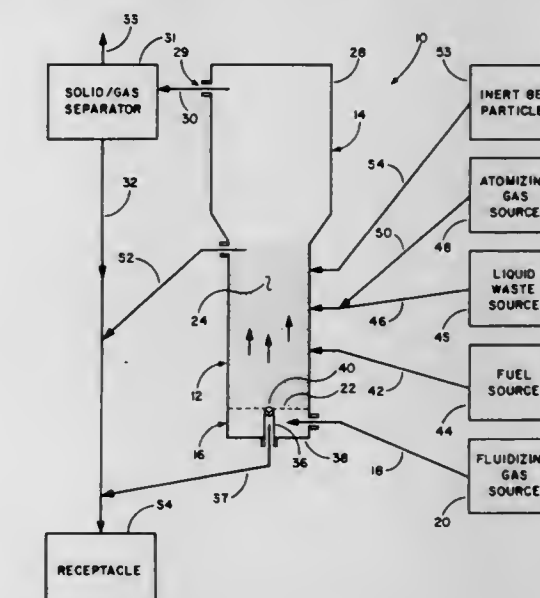 33
31
29
28
10
53
SOLID/GAS
SEPARATOR
30
14
INERT BE
PARTICLE
54
32
ATOMIZIN
GAS
SOURCE
50
48
52
24
LIQUID
WASTE
SOURCE
46
45
12
40
22
42
FUEL
SOURCE
44
16
36
38
18
37
FLUIDIZIN
GAS
SOURCE
20
54
RECEPTACLE